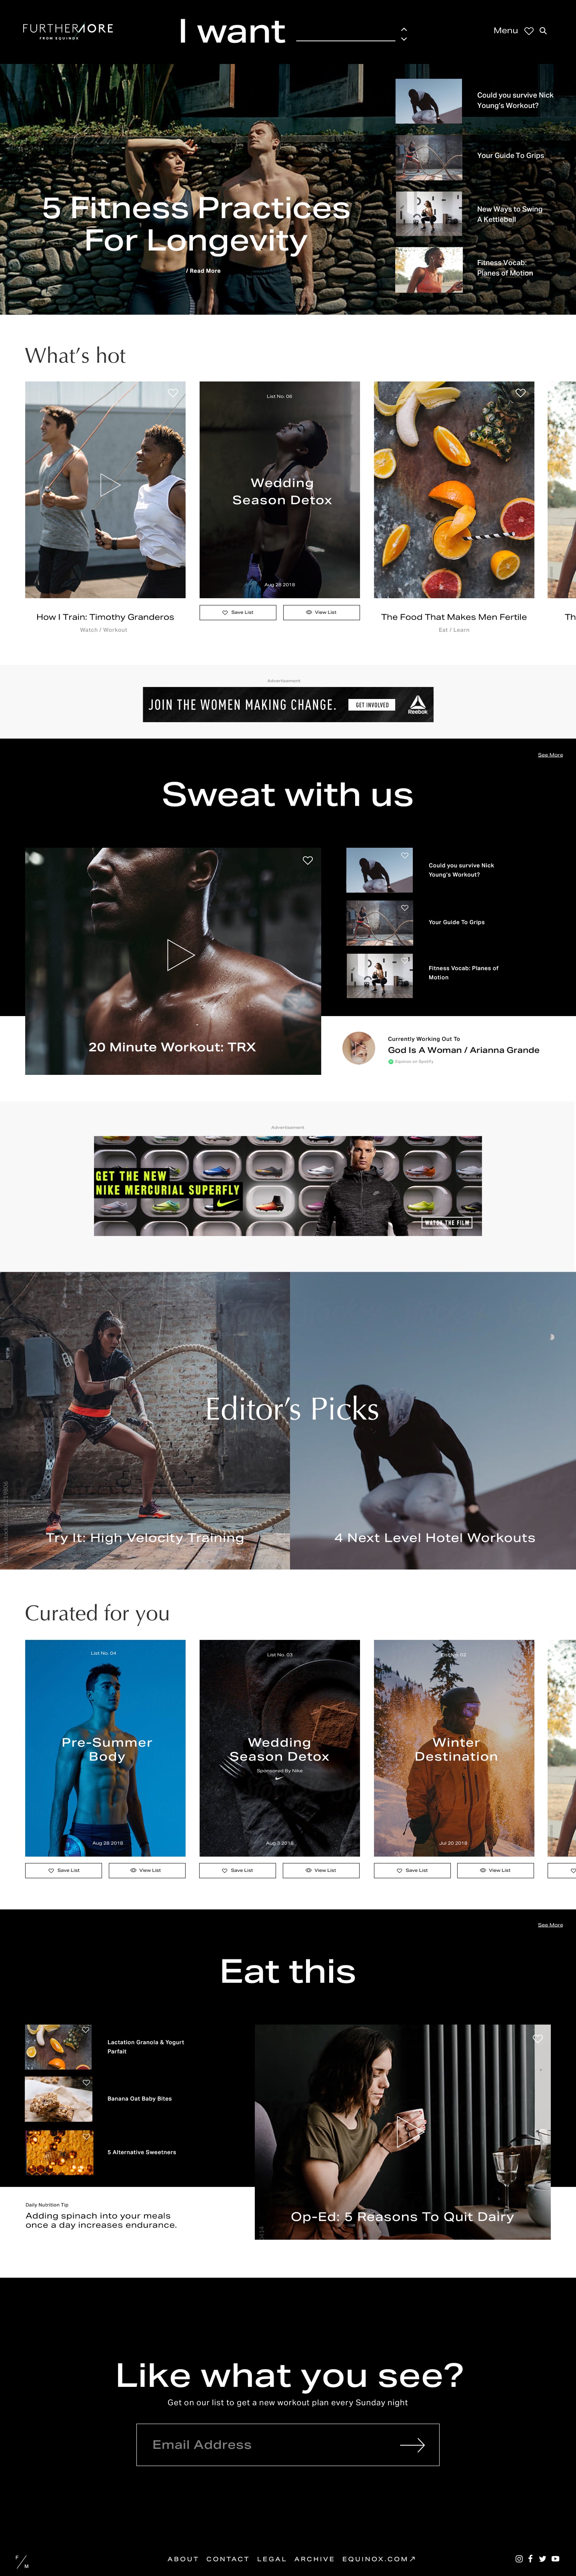 FURTHERMORE
FROM EQUINOX
I want
Menu
Could you survive Nick
Young's Workout?
Your Guide To Grips
New Ways to Swing
A Kettlebell
Fitness Vocab:
Planes of Motion
5 Fitness Practices
For Longevity
/ Read More
What's hot
List No. 06
Wedding
Season Detox
Aug 28 2018
Save List
View List
How I Train: Timothy Granderos
Watch / Workout
The Food That Makes Men Fertile
Eat / Learn
Th
Advertisement
JOIN THE WOMEN MAKING CHANGE.
GET INVOLVED
Reebok
See More
Sweat with us
20 Minute Workout: TRX
Could you survive Nick
Young's Workout?
Your Guide To Grips
Fitness Vocab: Planes of
Motion
Currently Working Out To
God Is A Woman / Arianna Grande
Equinox on Spotify
Advertisement
GET THE NEW
NIKE MERCURIAL SUPERFLY
WATCH THE FILM
Editor's Picks
Try It: High Velocity Training
4 Next Level Hotel Workouts
Curated for you
List No. 04
Pre-Summer
Body
Aug 28 2018
Save List
View List
List No. 03
Wedding
Season Detox
Sponsored By Nike
Aug 3 2018
Save List
View List
Winter
Destination
Jul 20 2018
Save List
View List
See More
Eat this
Lactation Granola & Yogurt
Parfait
Banana Oat Baby Bites
5 Alternative Sweetners
Daily Nutrition Tip
Adding spinach into your meals
once a day increases endurance.
Op-Ed: 5 Reasons To Quit Dairy
Like what you see?
Get on our list to get a new workout plan every Sunday night
Email Address
F / M
ABOUT CONTACT LEGAL ARCHIVE EQUINOX.COM